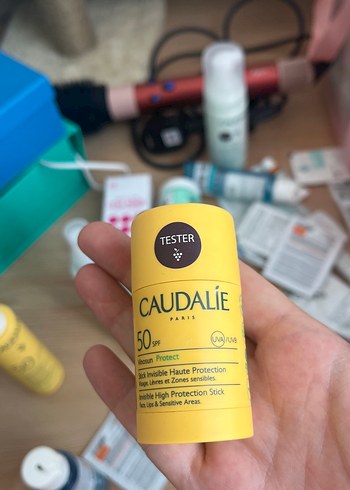 TESTER
CAUDALÍE
PARIS
50 SPF
UVA/UVB
Vinosun Protect
Stick Invisible Haute Protection
Visage, Lèvres et Zones sensibles.
Invisible High Protection Stick
Face, Lips & Sensitive Areas.